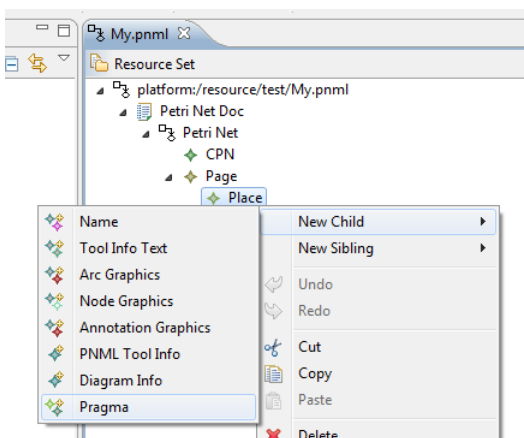 My.pnml
Resource Set
platform:/resource/test/My.pnml
Petri Net Doc
Petri Net
CPN
Page
Place
Name
Tool Info Text
Arc Graphics
Node Graphics
Annotation Graphics
PNML Tool Info
Diagram Info
Pragma
New Child
New Sibling
Undo
Redo
Cut
Copy
Paste
Delete